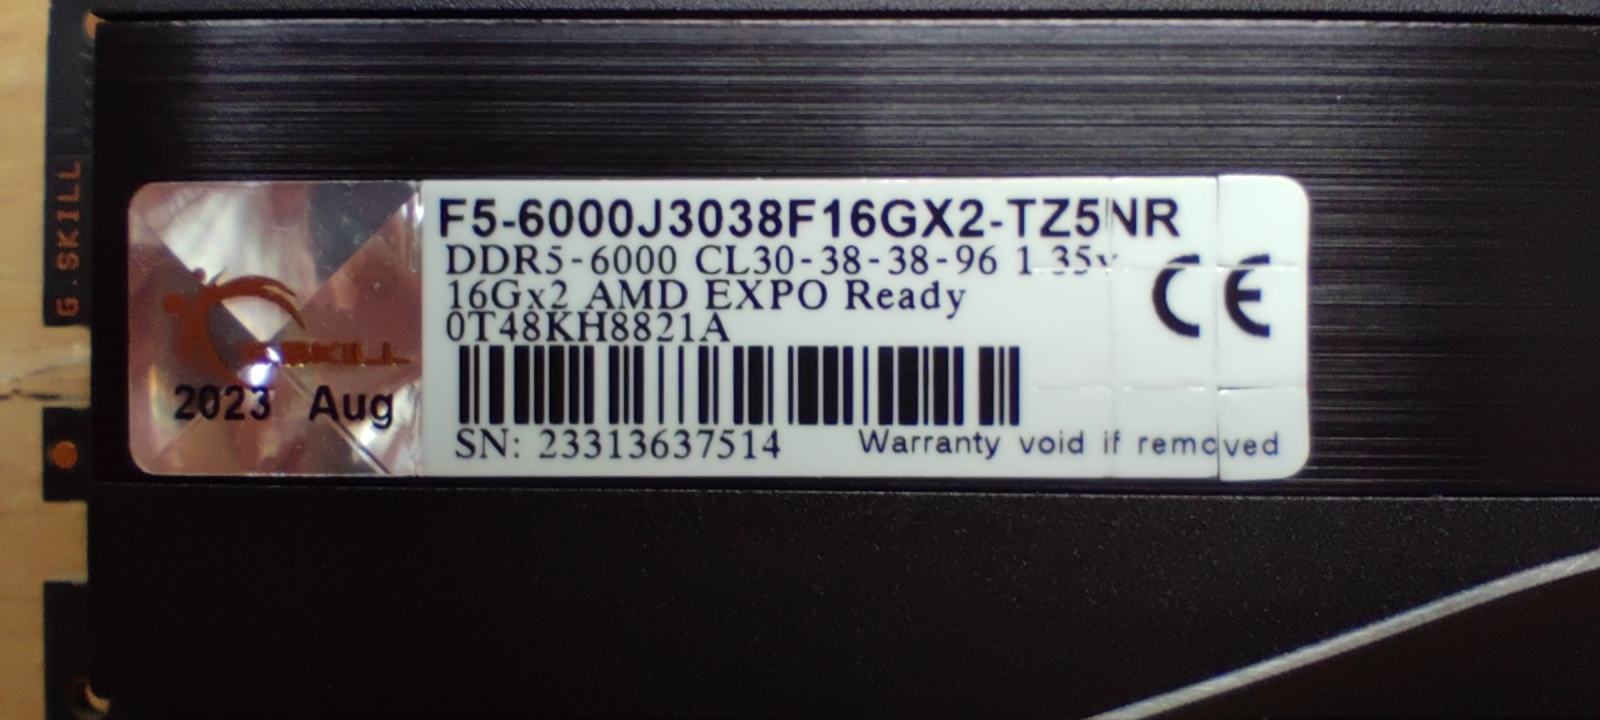 G.SKILL
F5-6000J3038F16GX2-TZ5NR
DDR5-6000 CL30-38-38-96 1.35v
16Gx2 AMD EXPO Ready
0T48KH8821A
CE
G.SKILL
2023 Aug
SN: 23313637514
Warranty void if removed